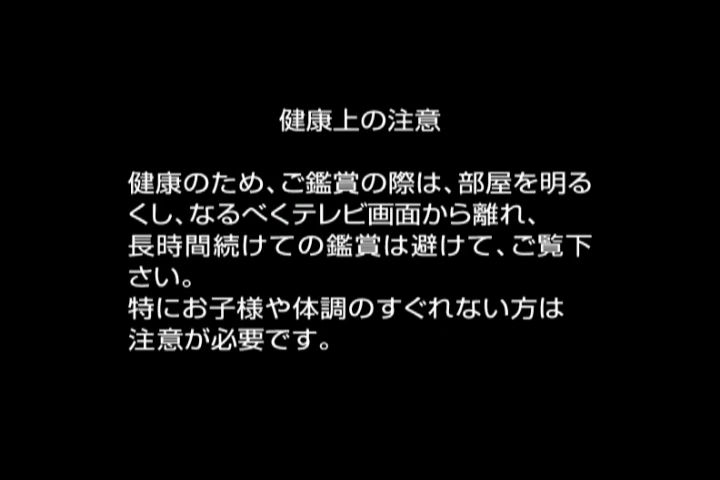 健康上の注意
健康のため、ご鑑賞の際は、部屋を明る
くし、なるべくテレビ画面から離れ、
長時間続けての鑑賞は避けて、ご覧下
さい。
特にお子様や体調のすぐれない方は
注意が必要です。